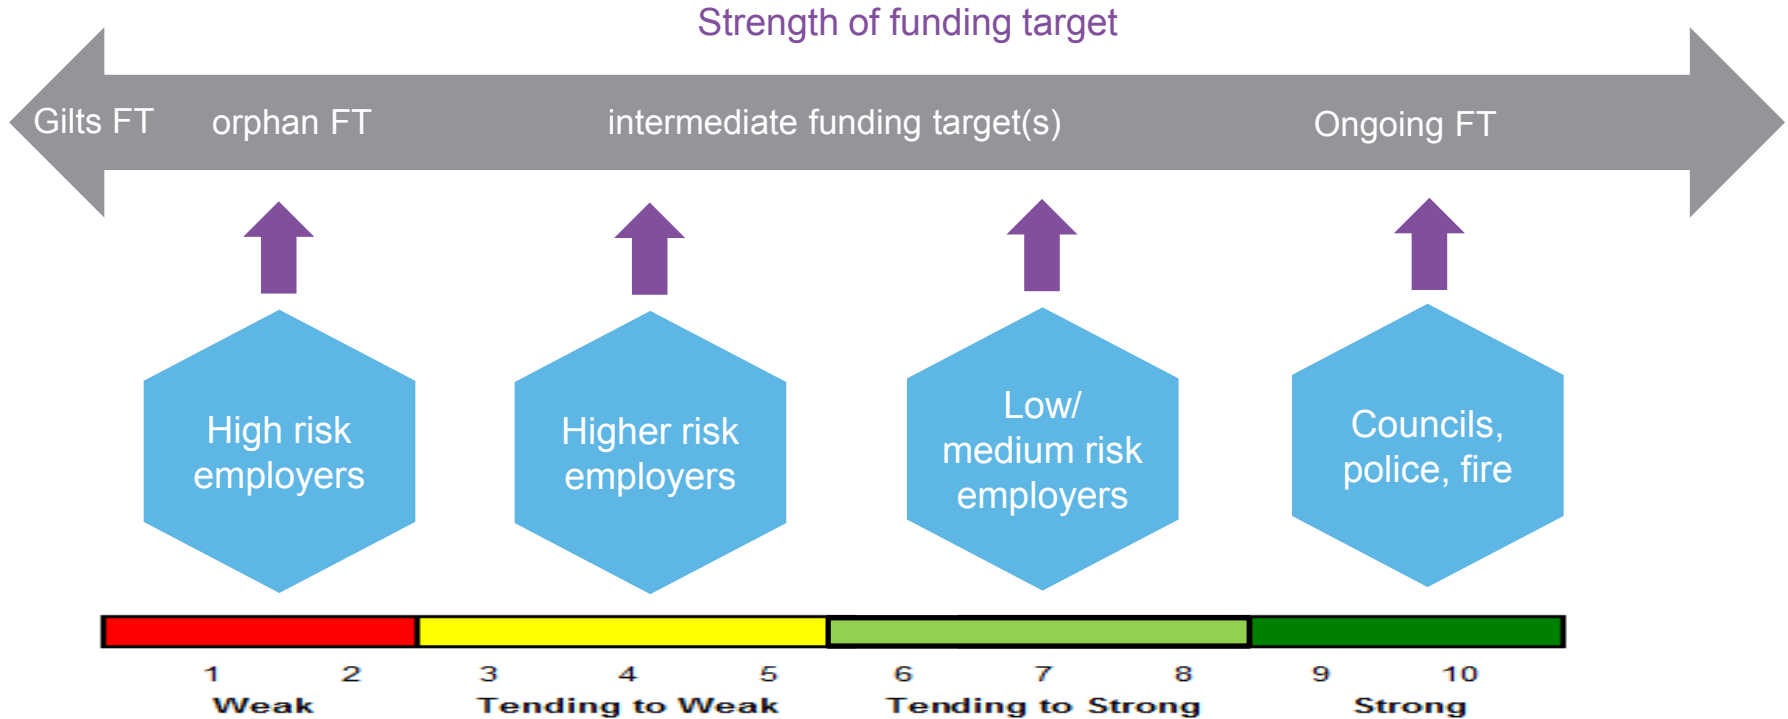 Strength of funding target
Gilts FT orphan FT intermediate funding target(s) Ongoing FT
High risk
employers
Higher risk
employers
Low/
medium risk
employers
Councils,
police, fire
1 2 3 4 5 6 7 8 9 10
Weak Tending to Weak Tending to Strong Strong